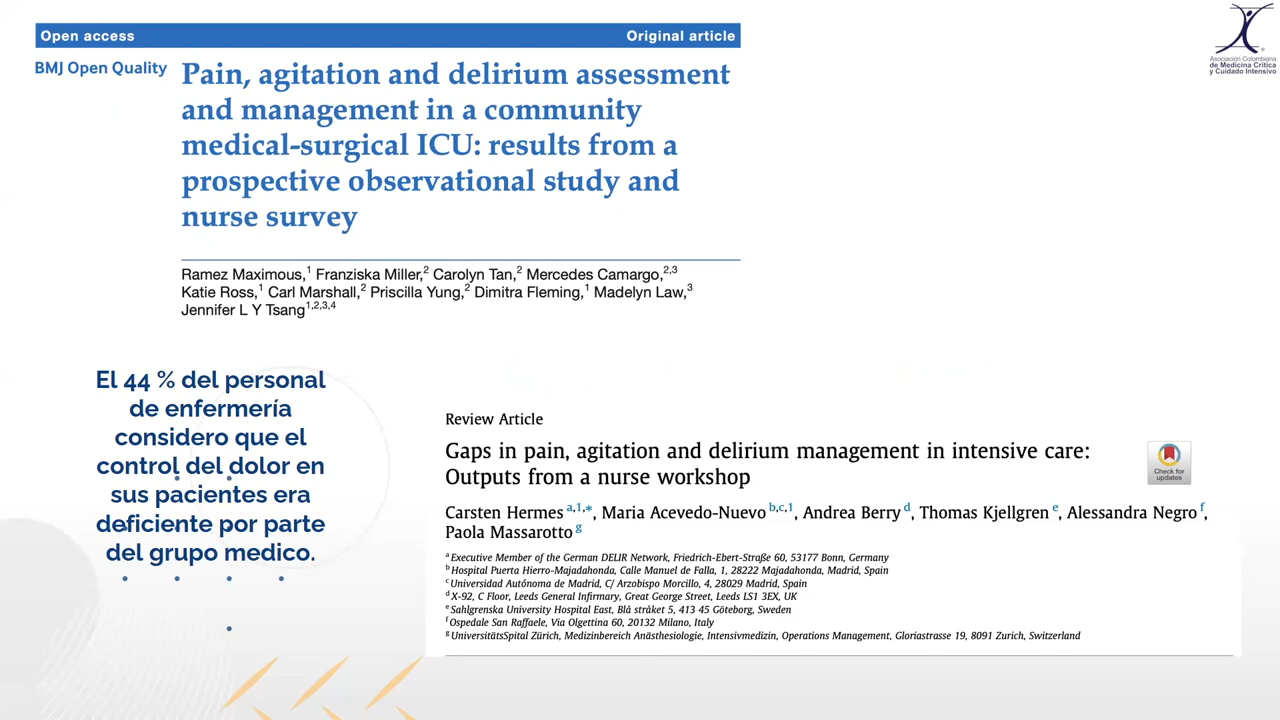 Open access
Original article
BMJ Open Quality
Pain, agitation and delirium assessment
and management in a community
medical-surgical ICU: results from a
prospective observational study and
nurse survey
Ramez Maximous,1 Franziska Miller,2 Carolyn Tan,2 Mercedes Camargo,2,3
Katie Ross,1 Carl Marshall,2 Priscilla Yung,2 Dimitra Fleming,1 Madelyn Law,3
Jennifer L Y Tsang1,2,3,4
Asociación Colombiana
de Medicina Crítica
y Cuidado Intensivo
El 44 % del personal
de enfermería
considero que el
control del dolor en
sus pacientes era
deficiente por parte
del grupo medico.
Review Article
Gaps in pain, agitation and delirium management in intensive care:
Outputs from a nurse workshop
Check for
updates
Carsten Hermes a,1,*, Maria Acevedo-Nuevo b,c,1, Andrea Berry d, Thomas Kjellgren e, Alessandra Negro f,
Paola Massarotto g
a Executive Member of the German DELIR Network, Friedrich-Ebert-Straße 60, 53177 Bonn, Germany
b Hospital Puerta Hierro-Majadahonda, Calle Manuel de Falla, 1, 28222 Majadahonda, Madrid, Spain
c Universidad Autónoma de Madrid, C/ Arzobispo Morcillo, 4, 28029 Madrid, Spain
d X-92, C Floor, Leeds General Infirmary, Great George Street, Leeds LS1 3EX, UK
e Sahlgrenska University Hospital East, Blå stråket 5, 413 45 Göteborg, Sweden
f Ospedale San Raffaele, Via Olgettina 60, 20132 Milano, Italy
g UniversitätsSpital Zürich, Medizinbereich Anästhesiologie, Intensivmedizin, Operations Management, Gloriastrasse 19, 8091 Zurich, Switzerland